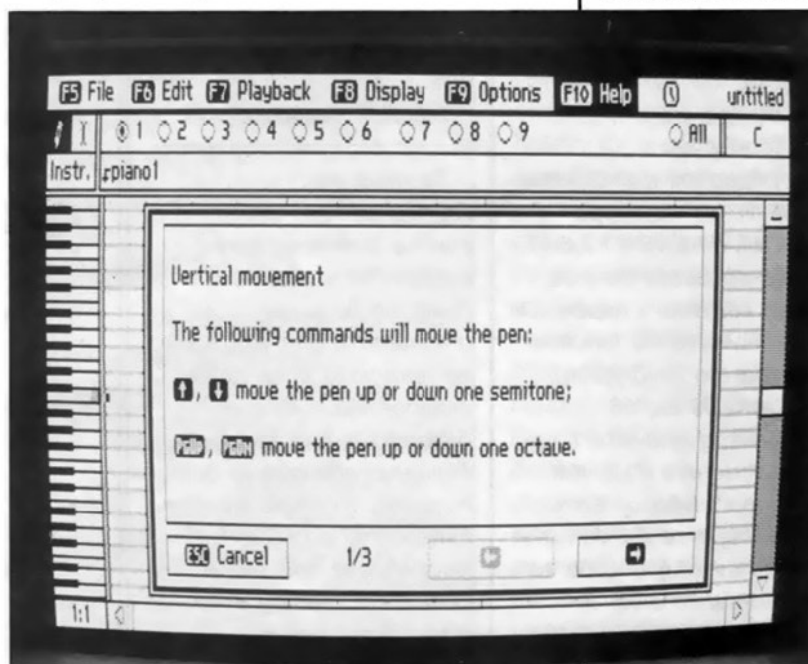 F5 File F6 Edit F7 Playback F8 Display F9 Options F10 Help untitled
1 2 3 4 5 6 7 8 9 All C
Instr. piano1
Vertical movement
The following commands will move the pen:
↑, ↓ move the pen up or down one semitone;
PgUp, PgDn move the pen up or down one octave.
ESC Cancel 1/3 ← →
1:1